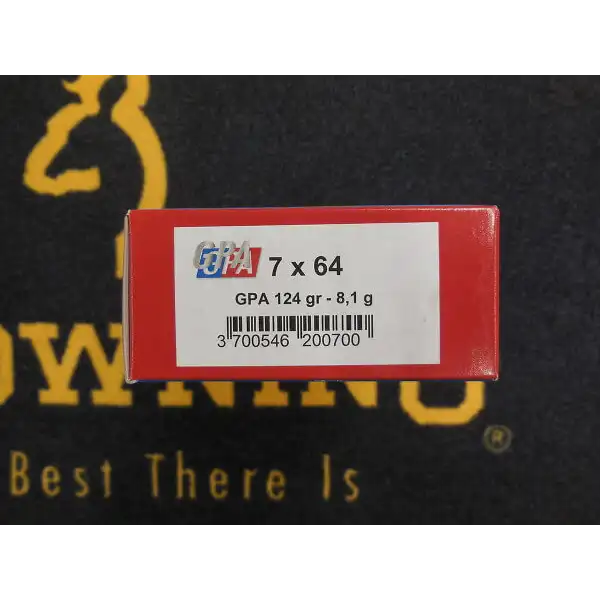 GPA
7 x 64
GPA 124 gr - 8,1 g
3 700546 200700
OWNING
®
Best There Is